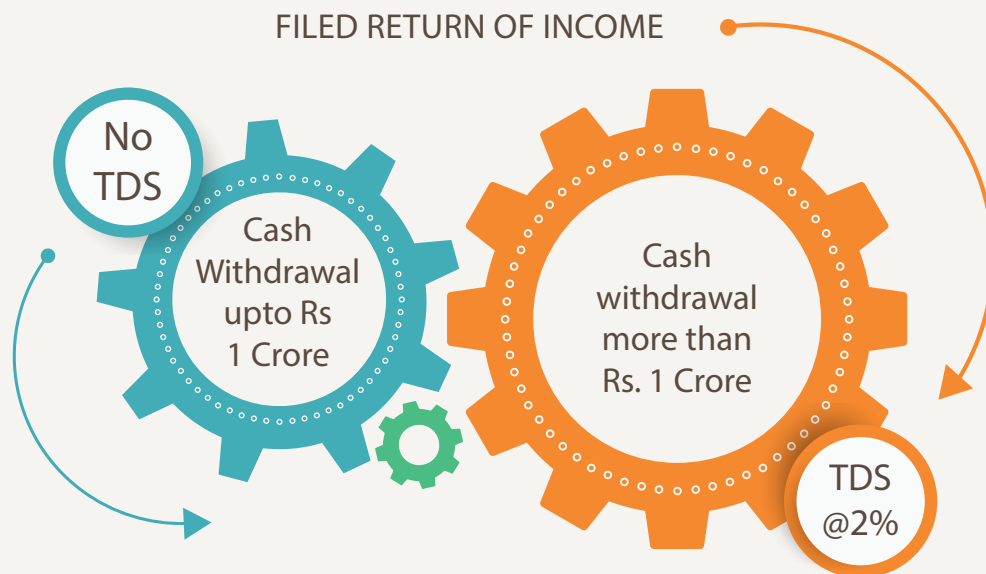 FILED RETURN OF INCOME
No
TDS
Cash
Withdrawal
upto Rs
1 Crore
Cash
withdrawal
more than
Rs. 1 Crore
TDS
@2%